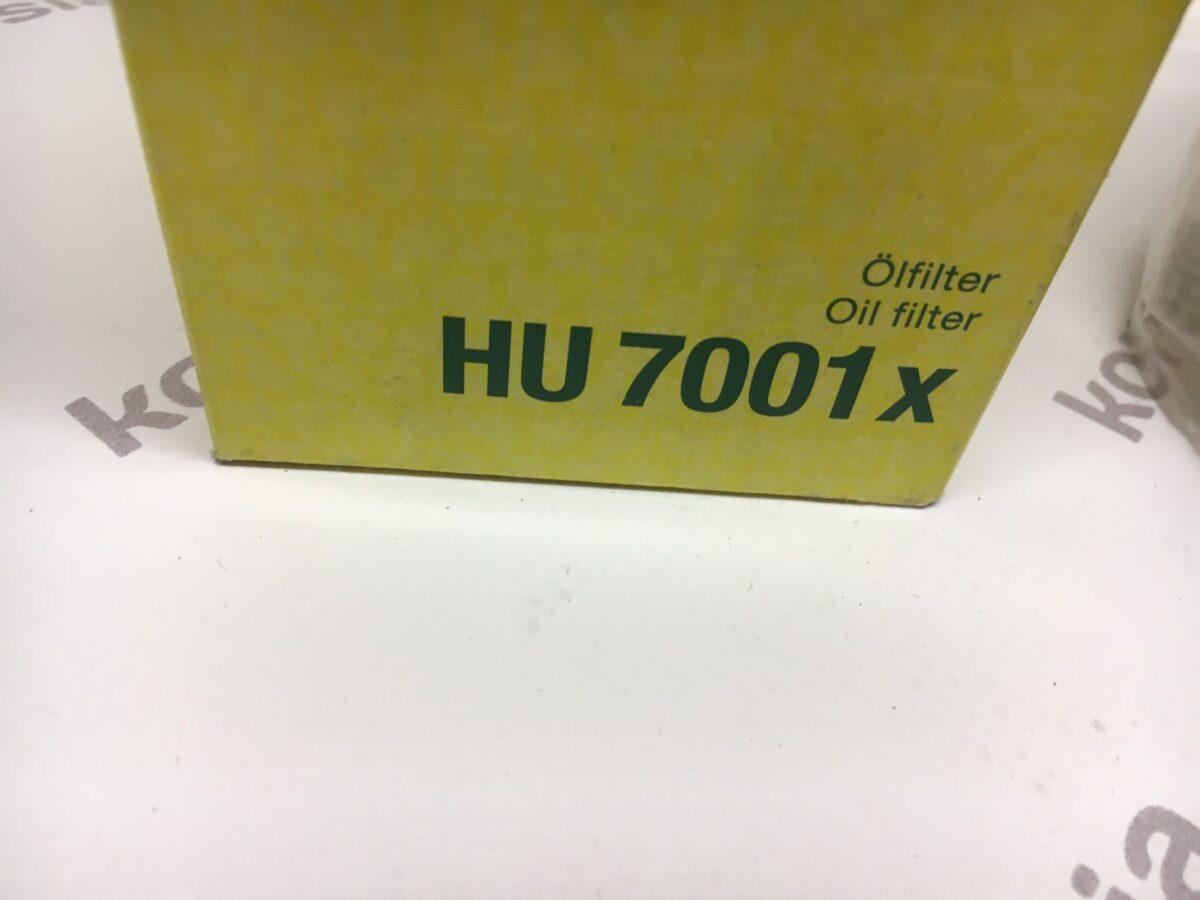 Ölfilter
Oil filter
HU 7001 x